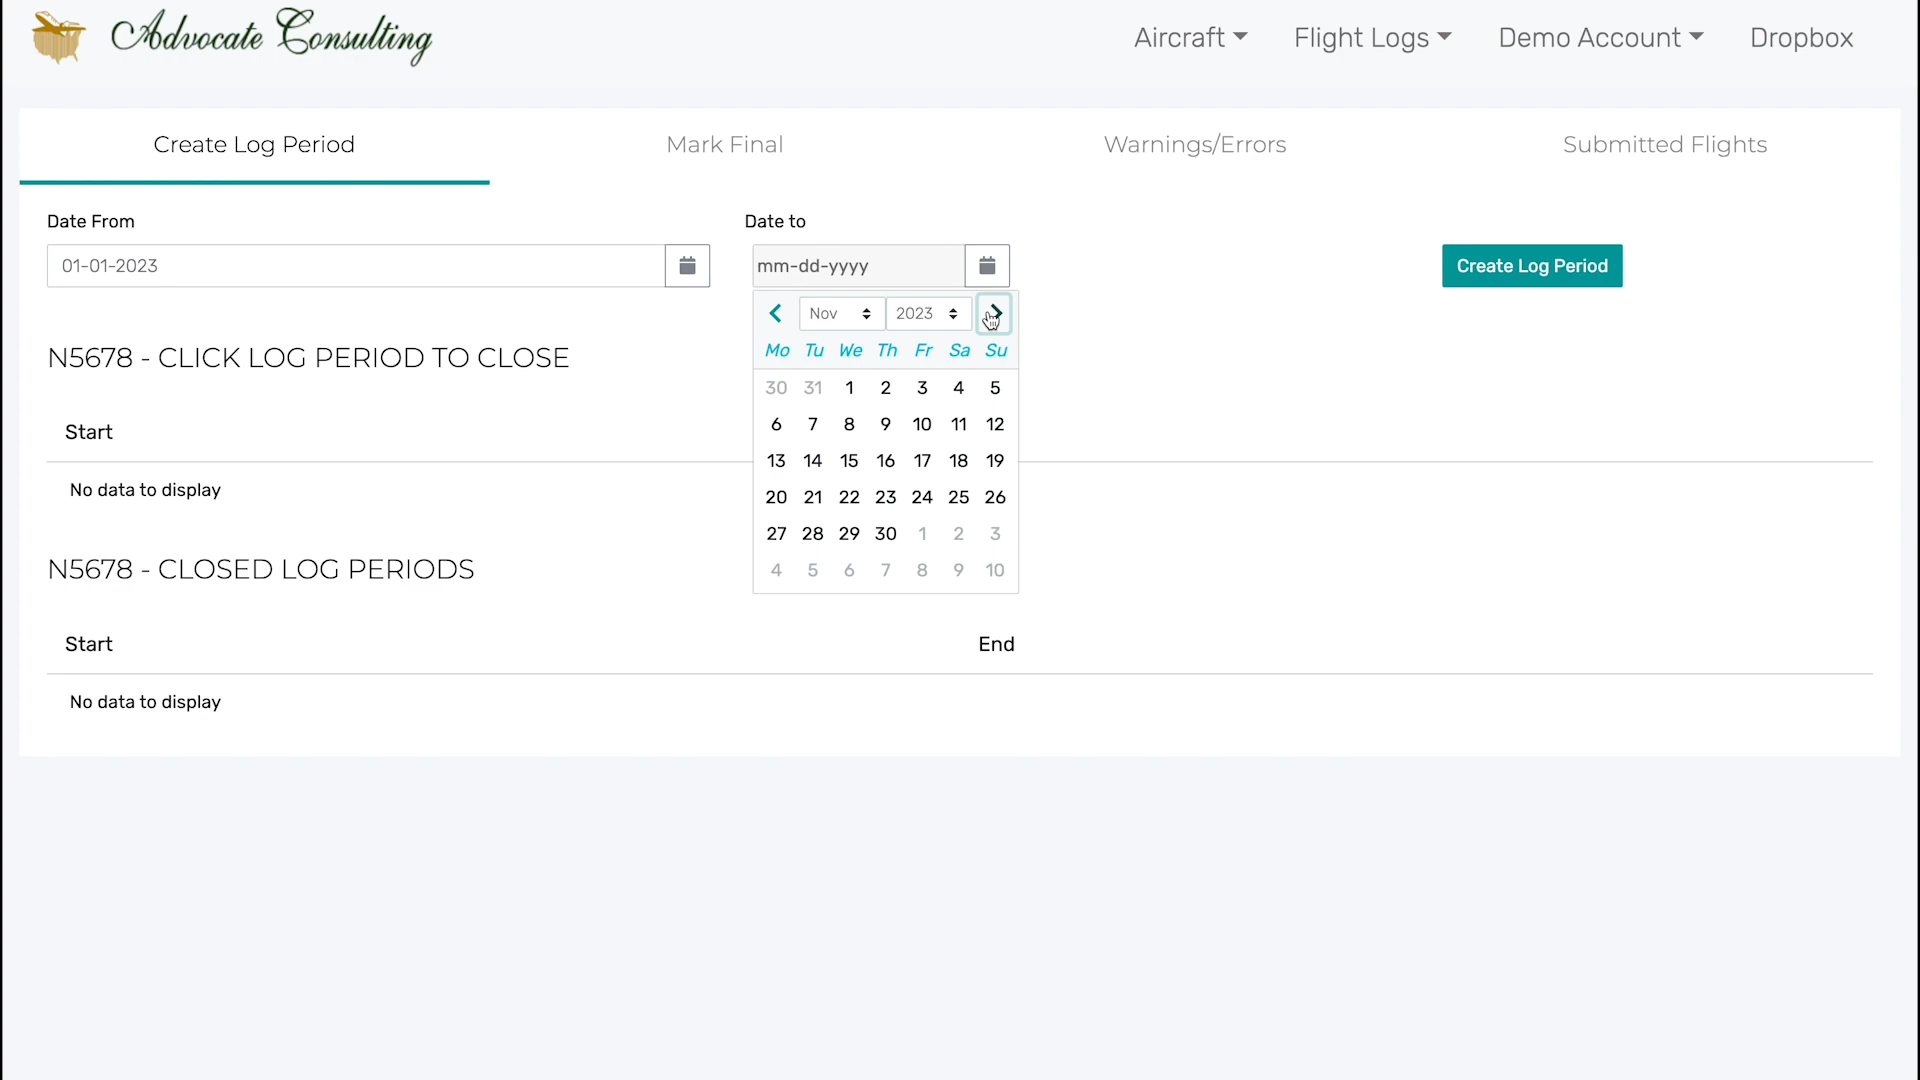 Advocate Consulting
Aircraft Flight Logs Demo Account Dropbox
Create Log Period Mark Final Warnings/Errors Submitted Flights
Date From Date to
01-01-2023 mm-dd-yyyy Create Log Period
Nov 2023
Mo Tu We Th Fr Sa Su
30 31 1 2 3 4 5
6 7 8 9 10 11 12
13 14 15 16 17 18 19
20 21 22 23 24 25 26
27 28 29 30 1 2 3
4 5 6 7 8 9 10
N5678 - CLICK LOG PERIOD TO CLOSE
Start
No data to display
N5678 - CLOSED LOG PERIODS
Start End
No data to display